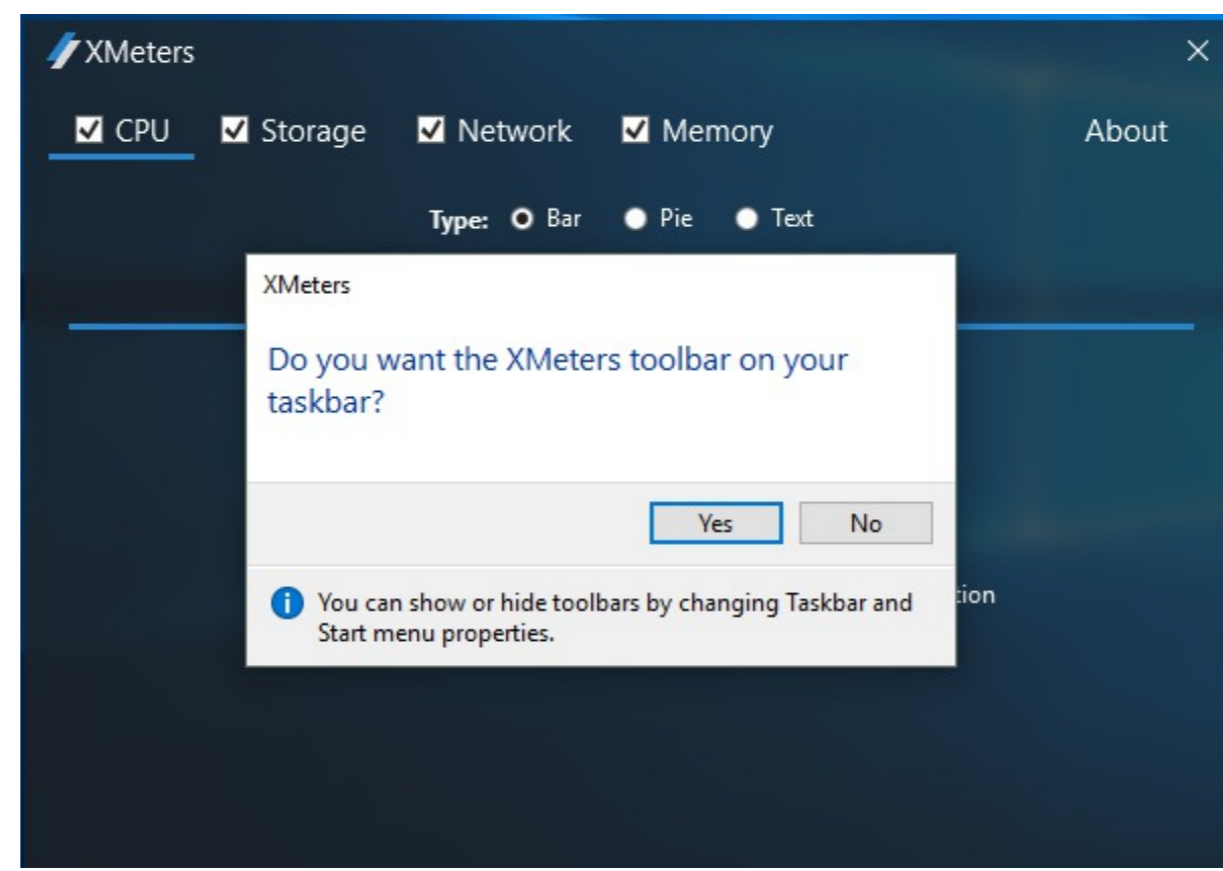 XMeters
CPU Storage Network Memory About
Type: Bar Pie Text
XMeters
Do you want the XMeters toolbar on your
taskbar?
Yes No
You can show or hide toolbars by changing Taskbar and
Start menu properties.